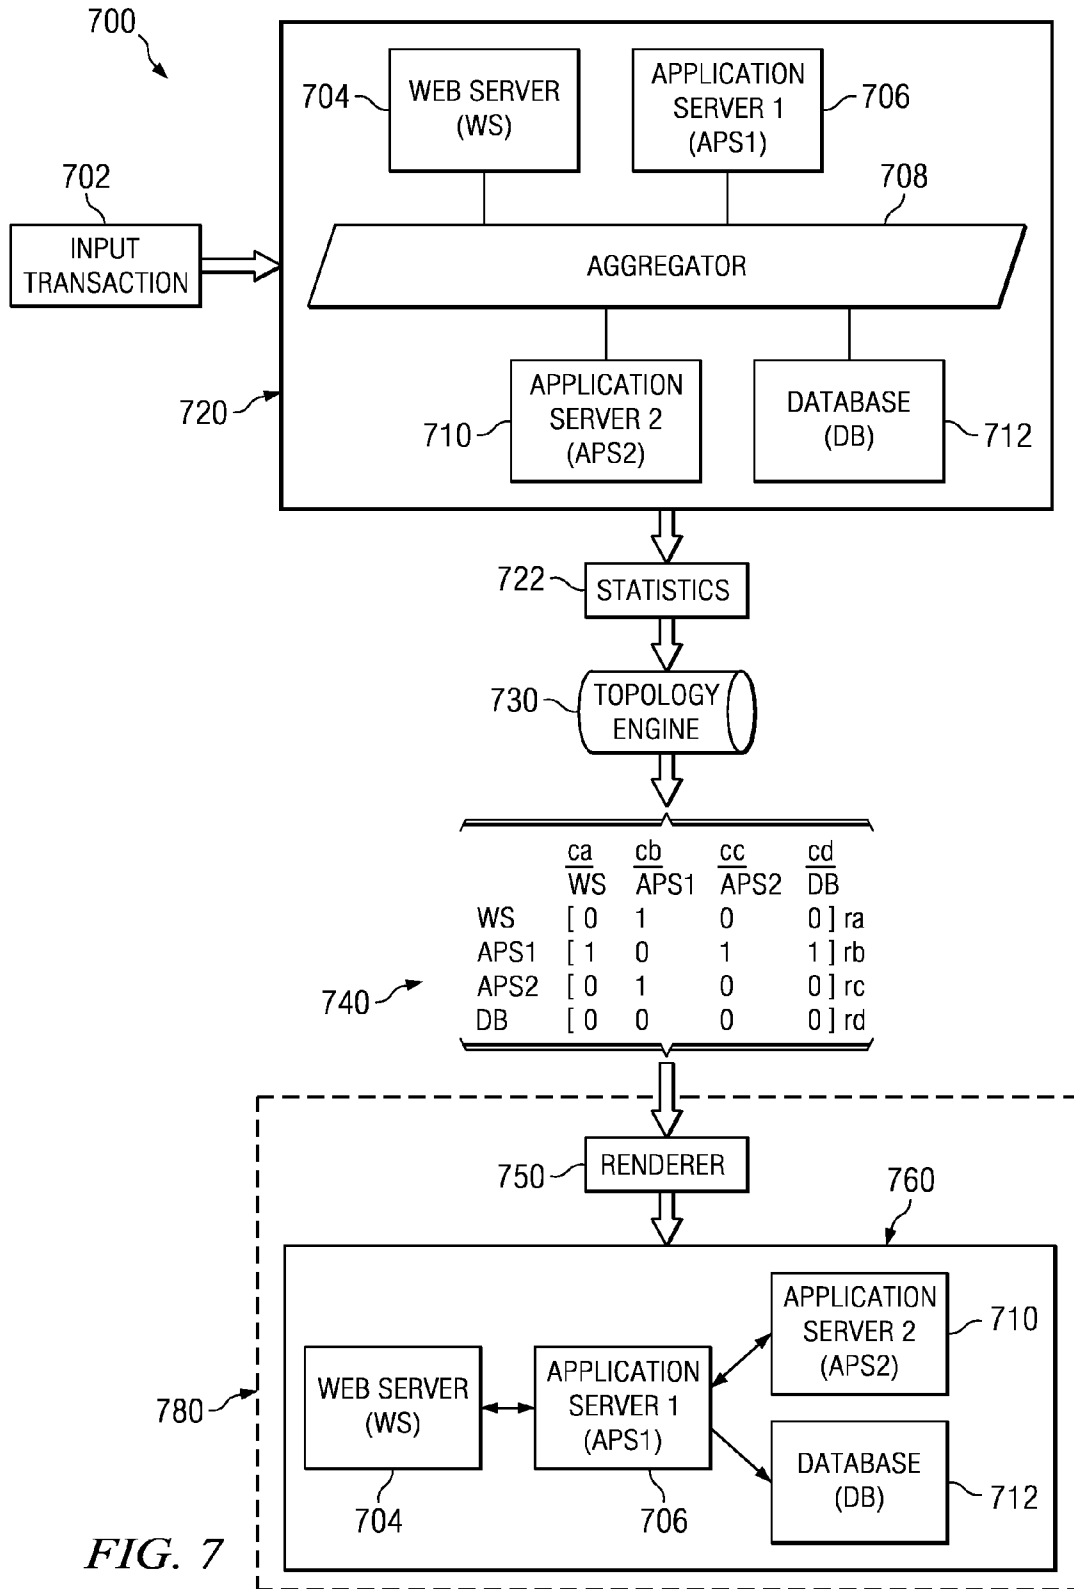 700
704
WEB SERVER
(WS)
APPLICATION
SERVER 1
(APS1)
706
702
INPUT
TRANSACTION
708
AGGREGATOR
720
710
APPLICATION
SERVER 2
(APS2)
DATABASE
(DB)
712
722
STATISTICS
730
TOPOLOGY
ENGINE
ca cb cc cd
WS APS1 APS2 DB
WS [ 0 1 0 0 ] ra
APS1 [ 1 0 1 1 ] rb
APS2 [ 0 1 0 0 ] rc
DB [ 0 0 0 0 ] rd
740
750
RENDERER
760
780
WEB SERVER
(WS)
704
APPLICATION
SERVER 1
(APS1)
706
APPLICATION
SERVER 2
(APS2)
710
DATABASE
(DB)
712
FIG. 7